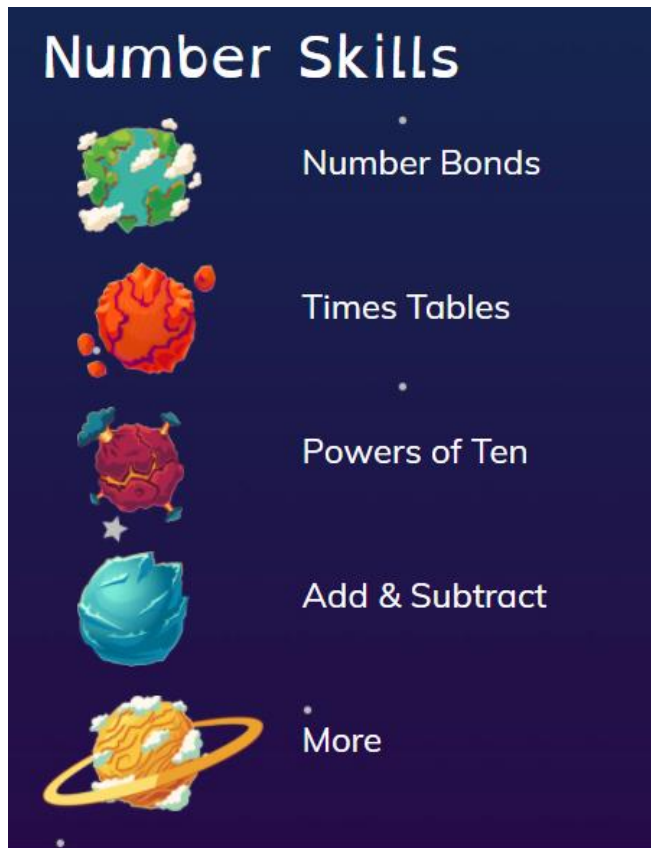 Number Skills
Number Bonds
Times Tables
Powers of Ten
Add & Subtract
More